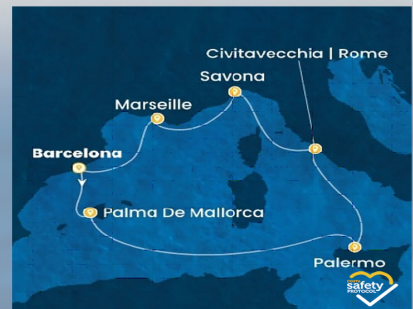 Civitavecchia | Rome
Savona
Marseille
Barcelona
Palma De Mallorca
Palermo
safety
PROTOCOL